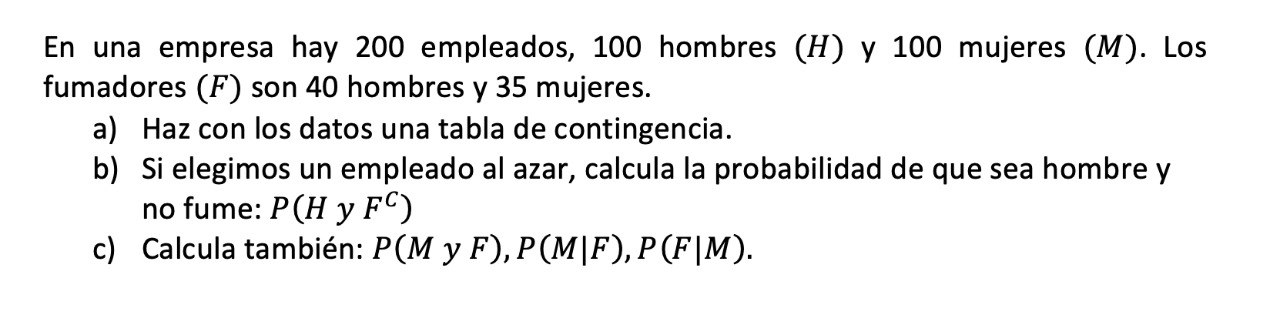 En una empresa hay 200 empleados, 100 hombres (H) y 100 mujeres (M). Los
fumadores (F) son 40 hombres y 35 mujeres.
a) Haz con los datos una tabla de contingencia.
b) Si elegimos un empleado al azar, calcula la probabilidad de que sea hombre y
no fume: P(H y Fᶜ)
c) Calcula también: P(M y F), P(M|F), P(F|M).